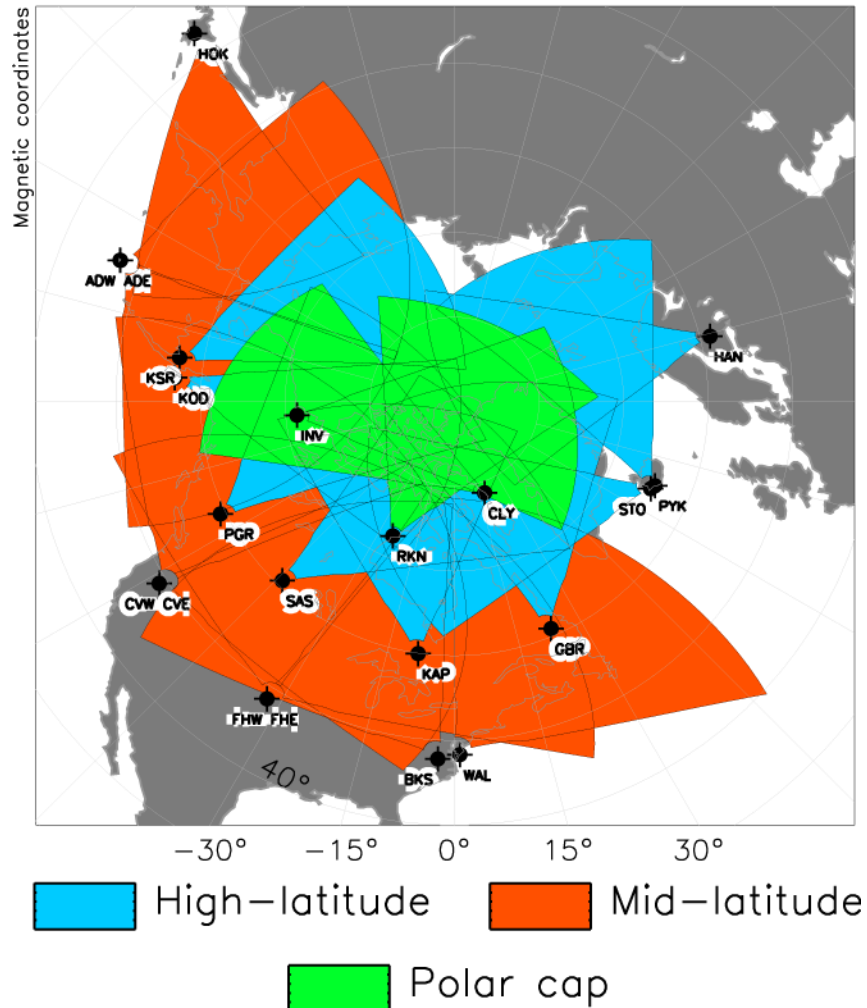 Magnetic coordinates
HOK
ADW ADE
KSR
KOD
HAN
INV
CLY
STO PYK
PGR
RKN
CVW CVE
SAS
GBR
KAP
FHW FHE
BKS
WAL
40°
-30° -15° 0° 15° 30°
High-latitude
Mid-latitude
Polar cap